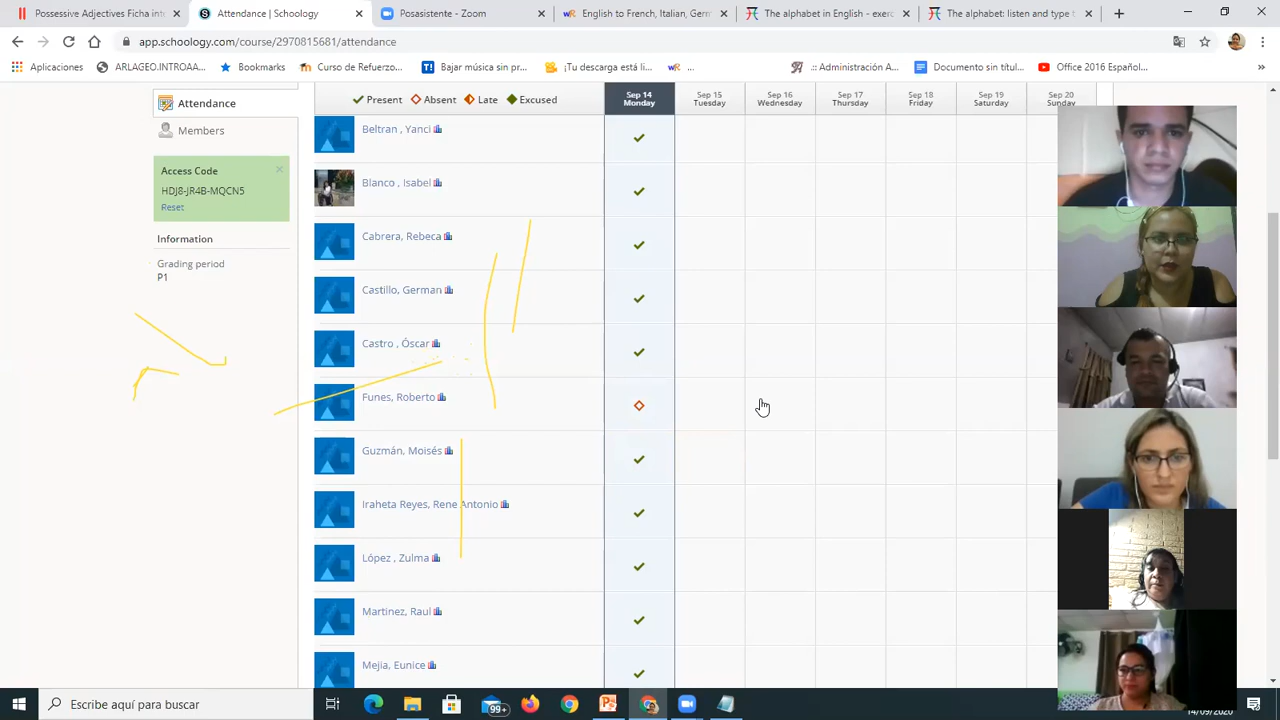 Possessive Adjectives Ficha inter
Attendance | Schoology
Posasistente - Zoom
English to French, Italian, Germ
The alphabet in English - exerc
The alphabet: listen and type t
app.schoology.com/course/2970815681/attendance
Aplicaciones
ARLAGEO.INTROAA...
Bookmarks
Curso de Refuerzo...
Bajar música sin pr...
¡Tu descarga está li...
...
.:: Administración A...
Documento sin títul...
Office 2016 Español...
»
Attendance
Members
Access Code
HDJ8-JR4B-MQCN5
Reset
Information
Grading period
P1
Present Absent Late Excused
Sep 14 Monday
Sep 15 Tuesday
Sep 16 Wednesday
Sep 17 Thursday
Sep 18 Friday
Sep 19 Saturday
Sep 20 Sunday
Beltran , Yanci
Blanco , Isabel
Cabrera, Rebeca
Castillo, German
Castro , Óscar
Funes, Roberto
Guzmán, Moisés
Iraheta Reyes, Rene Antonio
López , Zulma
Martinez, Raul
Mejia, Eunice
Escribe aquí para buscar
99+
14/09/2020